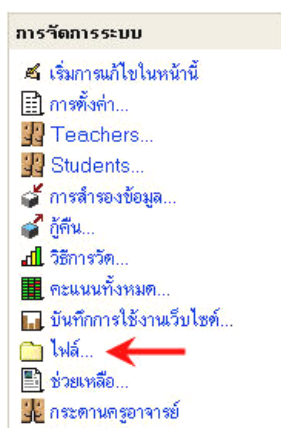 การจัดการระบบ
เริ่มการแก้ไขในหน้านี้
การตั้งค่า...
Teachers...
Students...
การสำรองข้อมูล...
กู้คืน...
วิธีการวัด...
คะแนนทั้งหมด...
บันทึกการใช้งานเว็บไซต์...
ไฟล์...
ช่วยเหลือ...
กระดานครูอาจารย์